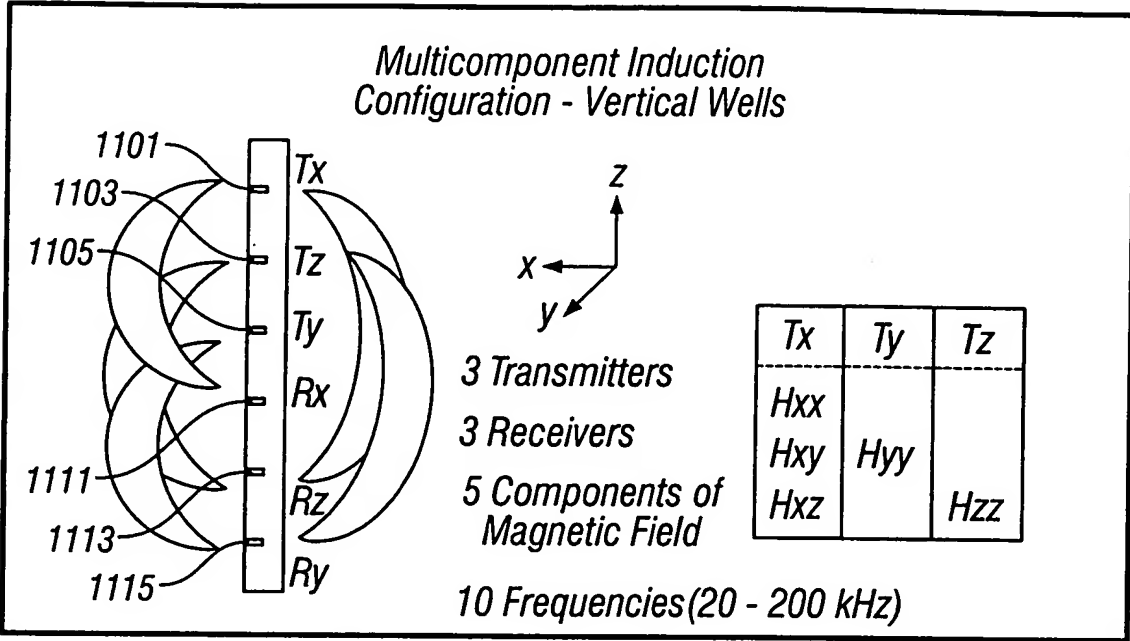 Multicomponent Induction
Configuration - Vertical Wells
1101
1103
1105
1111
1113
1115
Tx
Tz
Ty
Rx
Rz
Ry
z
x
y
3 Transmitters
3 Receivers
5 Components of
Magnetic Field
10 Frequencies (20 - 200 kHz)
Tx Ty Tz
Hxx
Hxy Hyy
Hxz Hzz